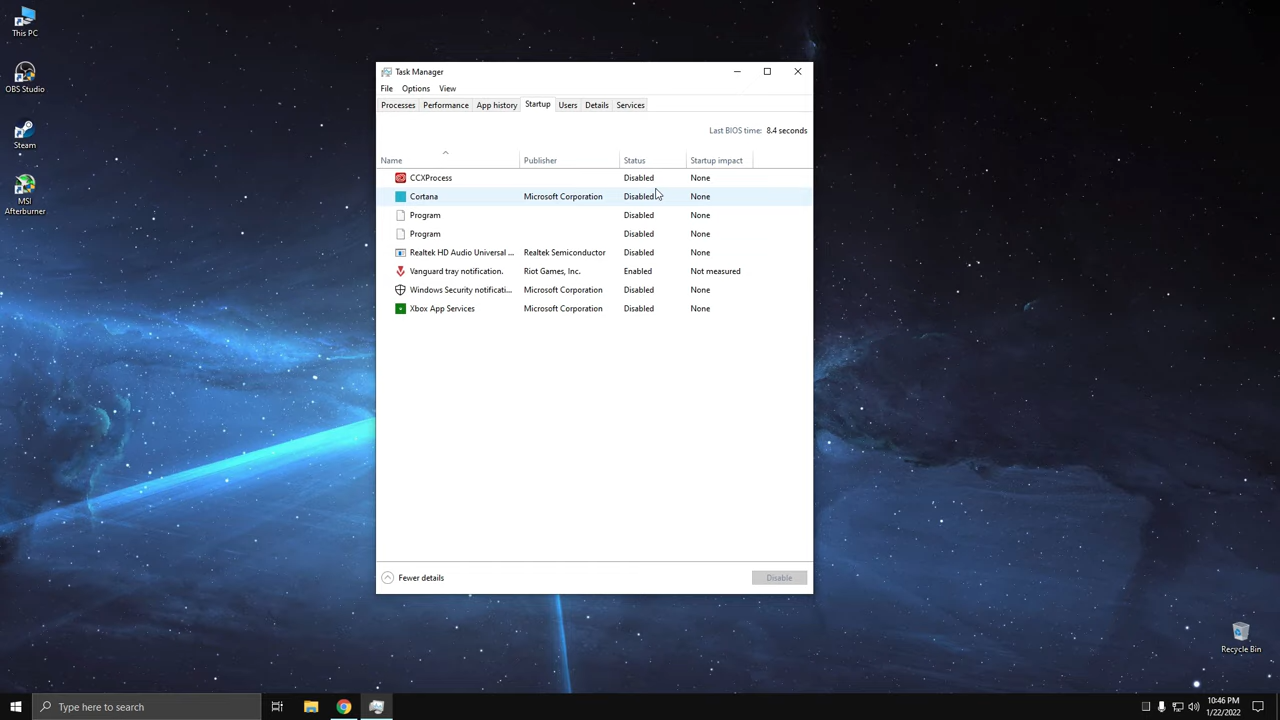 This PC
OBS Studio
Steam
MSI
Afterburner
Task Manager
File Options View
Processes Performance App history Startup Users Details Services
Last BIOS time: 8.4 seconds
Name Publisher Status Startup impact
CCXProcess Disabled None
Cortana Microsoft Corporation Disabled None
Program Disabled None
Program Disabled None
Realtek HD Audio Universal ... Realtek Semiconductor Disabled None
Vanguard tray notification. Riot Games, Inc. Enabled Not measured
Windows Security notificati... Microsoft Corporation Disabled None
Xbox App Services Microsoft Corporation Disabled None
Fewer details Disable
Recycle Bin
Type here to search
10:46 PM
1/22/2022